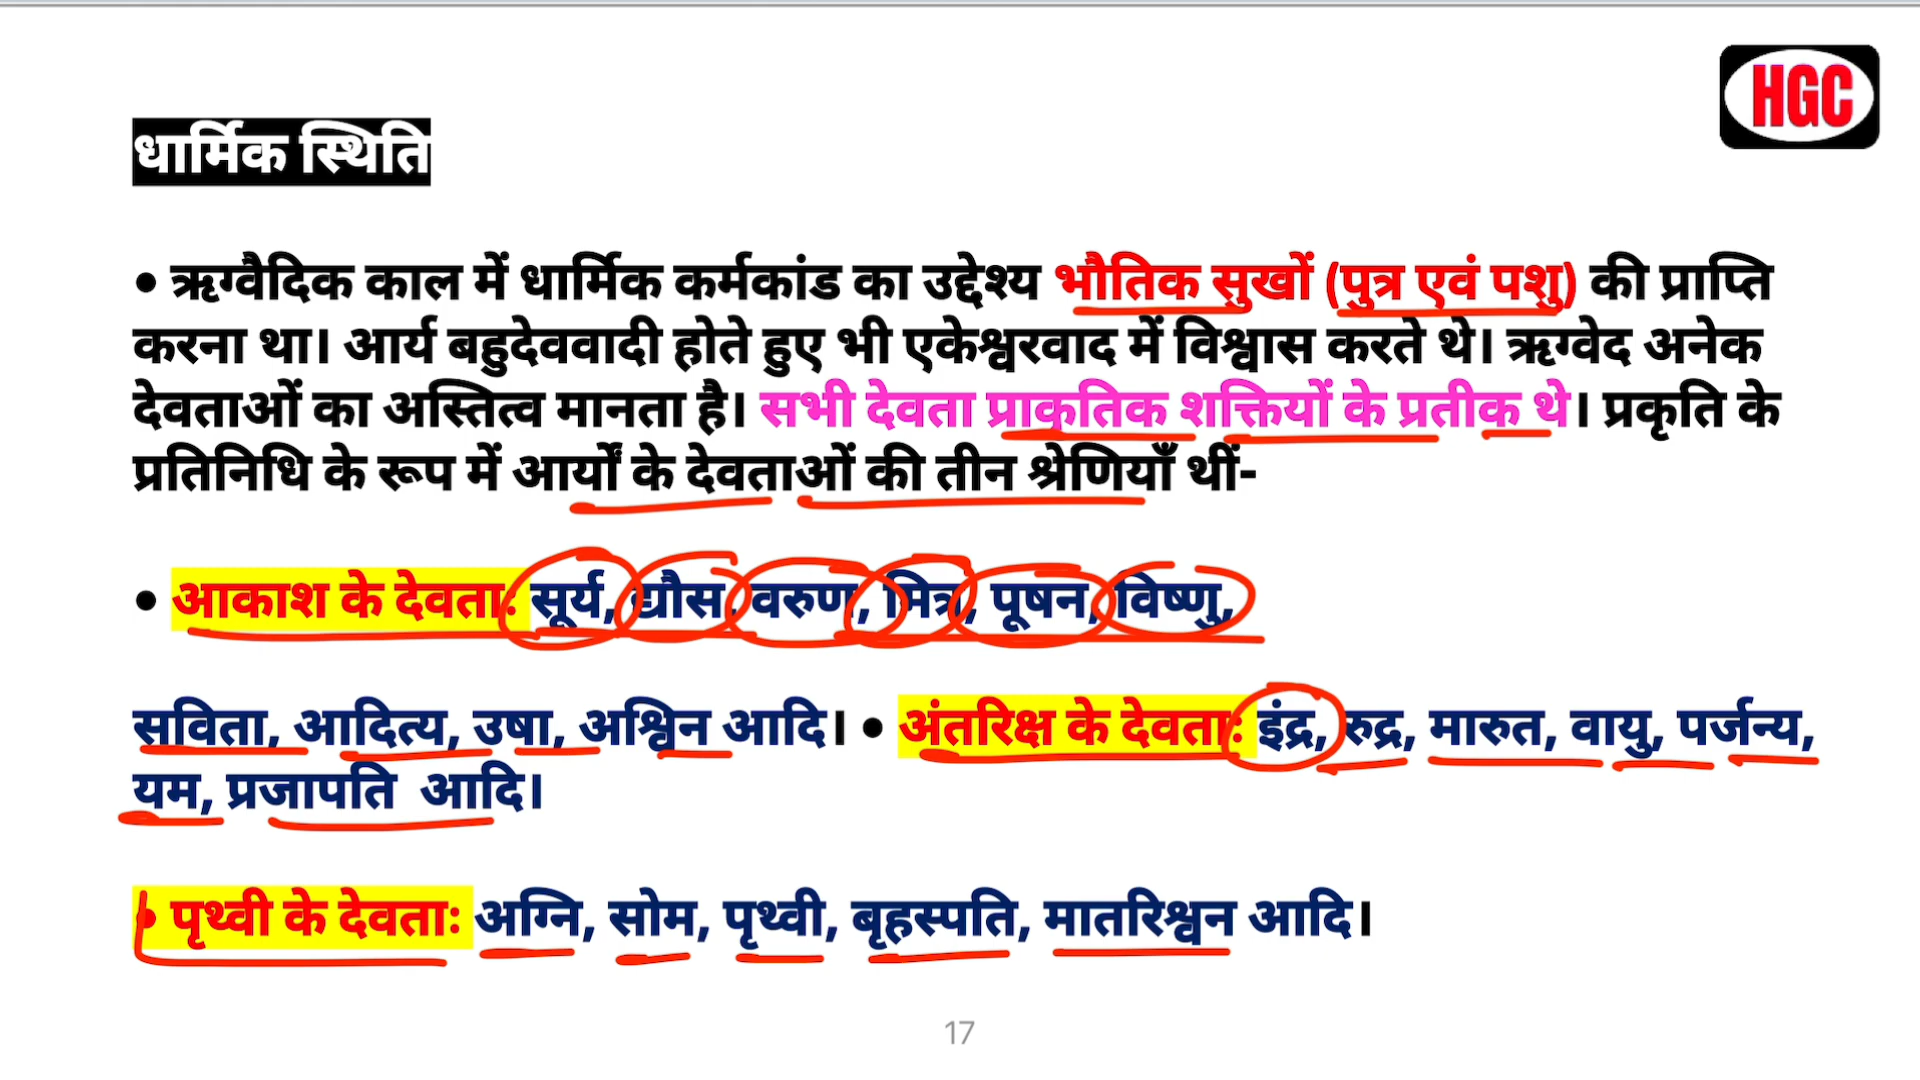 HGC
धार्मिक स्थिति
• ऋग्वैदिक काल में धार्मिक कर्मकांड का उद्देश्य भौतिक सुखों (पुत्र एवं पशु) की प्राप्ति
करना था। आर्य बहुदेववादी होते हुए भी एकेश्वरवाद में विश्वास करते थे। ऋग्वेद अनेक
देवताओं का अस्तित्व मानता है। सभी देवता प्राकृतिक शक्तियों के प्रतीक थे। प्रकृति के
प्रतिनिधि के रूप में आर्यों के देवताओं की तीन श्रेणियाँ थीं-
• आकाश के देवताः सूर्य, द्यौस, वरुण, मित्र, पूषन, विष्णु,
सविता, आदित्य, उषा, अश्विन आदि। • अंतरिक्ष के देवताः इंद्र, रुद्र, मारुत, वायु, पर्जन्य,
यम, प्रजापति आदि।
• पृथ्वी के देवताः अग्नि, सोम, पृथ्वी, बृहस्पति, मातरिश्वन आदि।
17